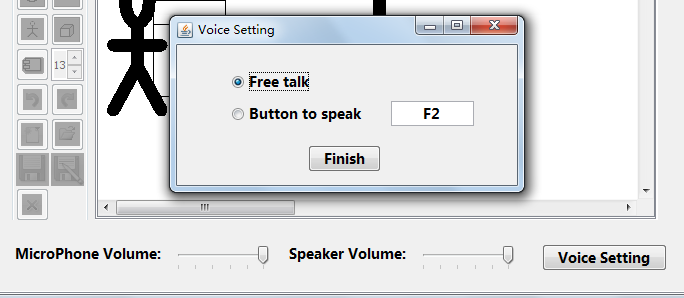 Voice Setting
Free talk
Button to speak F2
Finish
13
MicroPhone Volume: Speaker Volume: Voice Setting